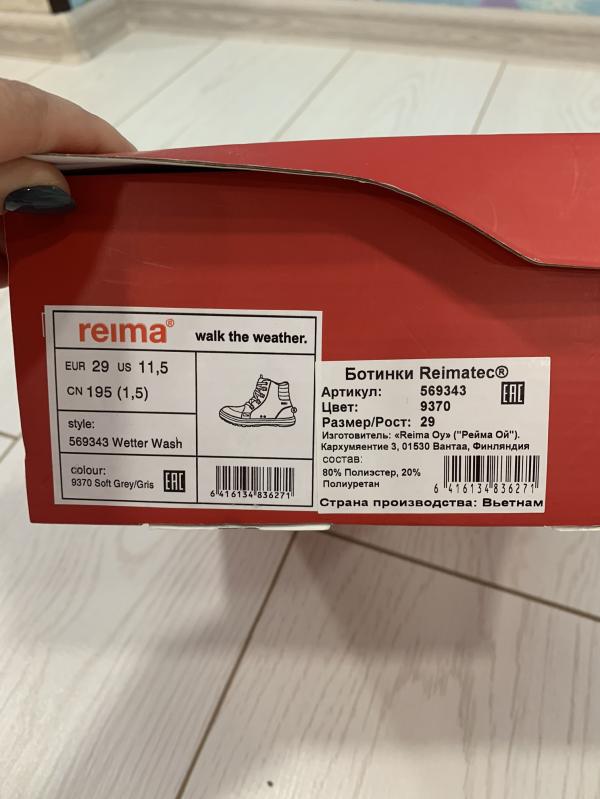 reima®
walk the weather.
EUR 29 US 11,5
CN 195 (1,5)
style:
569343 Wetter Wash
colour:
9370 Soft Grey/Gris
EAC
6 416134 836271
Ботинки Reimatec®
Артикул: 569343
EAC
Цвет: 9370
Размер/Рост: 29
Изготовитель: «Reima Oy» ("Рейма Ой").
Кархумяентие 3, 01530 Вантаа, Финляндия
состав:
80% Полиэстер, 20%
Полиуретан
6 416134 836271
Страна производства: Вьетнам